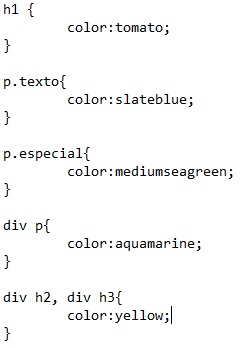 h1 {
	color:tomato;
}

p.texto{
	color:slateblue;
}

p.especial{
	color:mediumseagreen;
}

div p{
	color:aquamarine;
}

div h2, div h3{
	color:yellow;
}